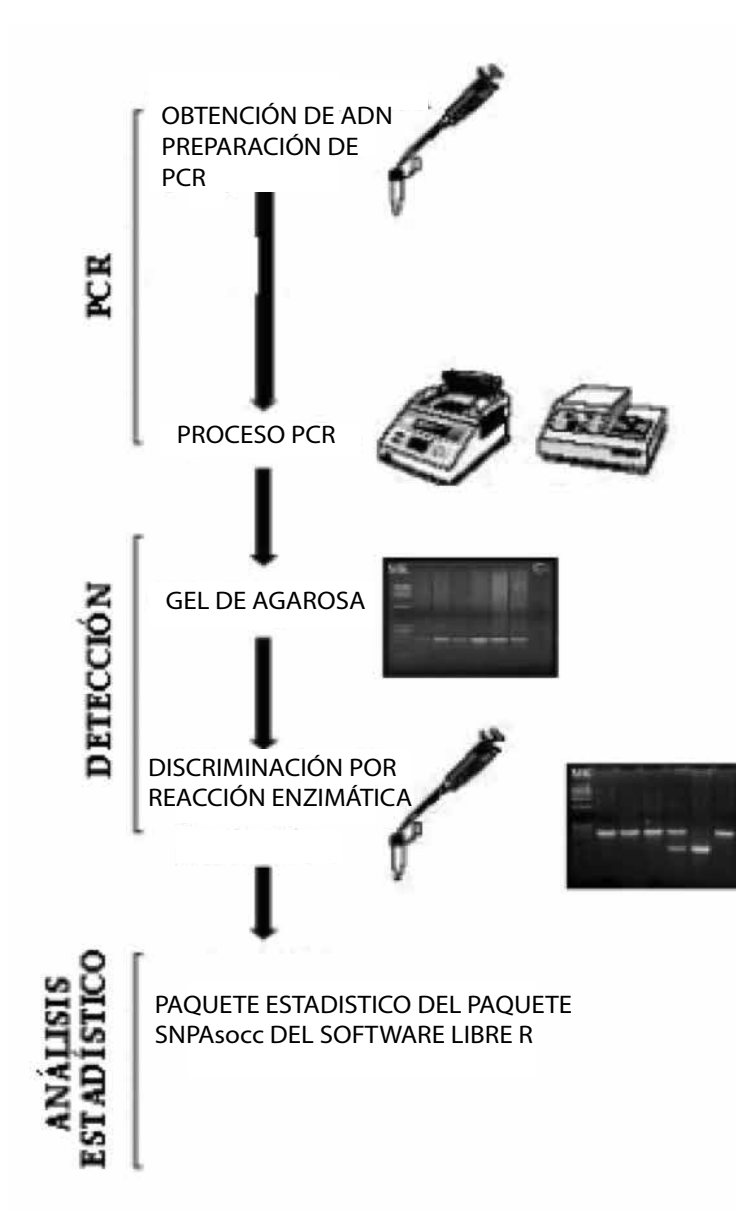 PCR
OBTENCIÓN DE ADN
PREPARACIÓN DE
PCR
PROCESO PCR
DETECCIÓN
GEL DE AGAROSA
DISCRIMINACIÓN POR
REACCIÓN ENZIMÁTICA
ANÁLISIS
ESTADÍSTICO
PAQUETE ESTADISTICO DEL PAQUETE
SNPAsocc DEL SOFTWARE LIBRE R